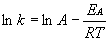 ln k = ln A − E_A/RT